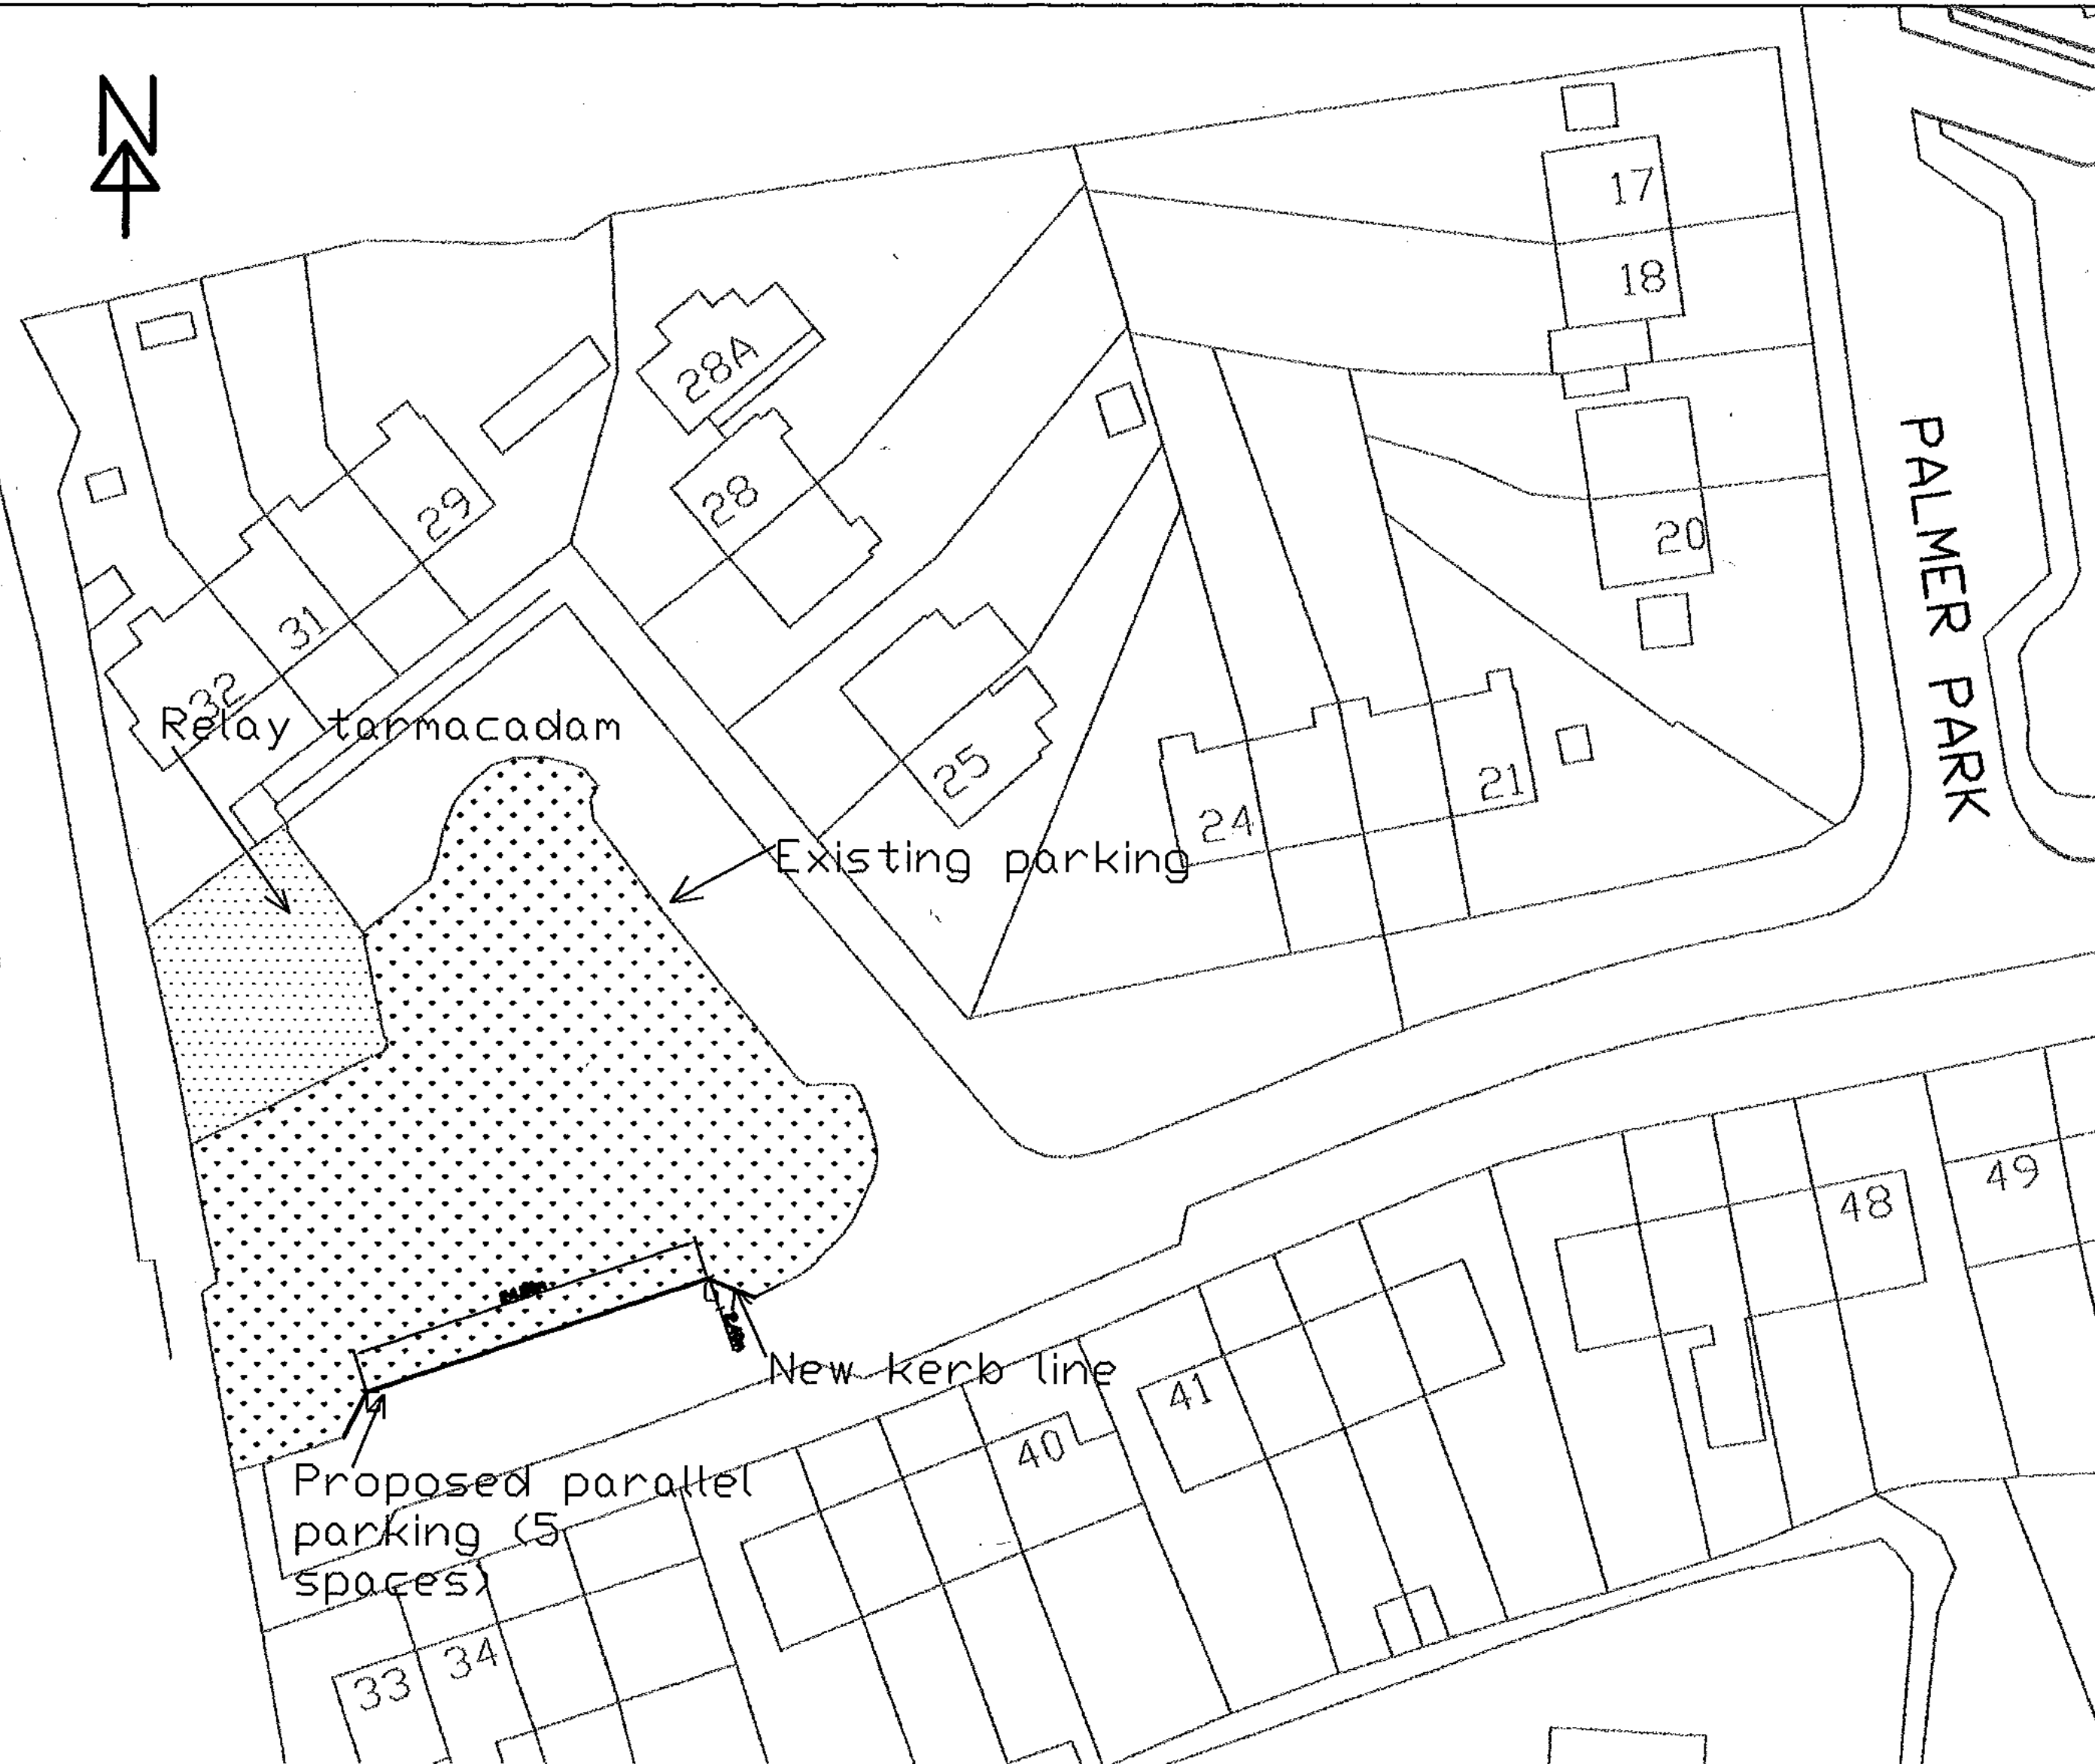 N
17
18
28A
PALMER PARK
28
29
20
31
32
Relay tarmacadam
25
21
24
Existing parking
49
48
New kerb line
41
40
Proposed parallel
parking (5
spaces)
34
33